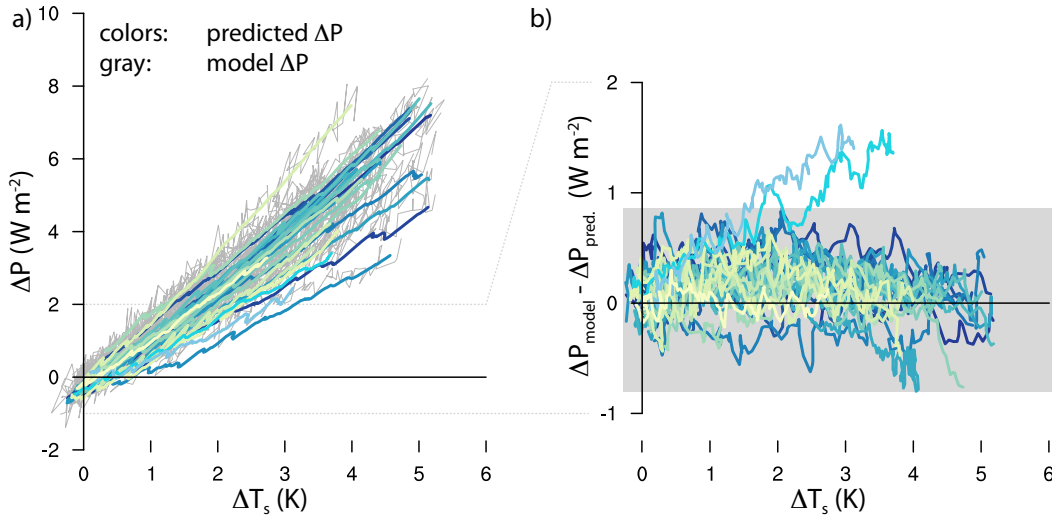 a)
colors: predicted ΔP
gray: model ΔP
10
8
6
4
2
0
-2
ΔP (W m⁻²)
0 1 2 3 4 5 6
ΔTₛ (K)
b)
2
1
0
-1
ΔP_model - ΔP_pred. (W m⁻²)
0 1 2 3 4 5 6
ΔTₛ (K)